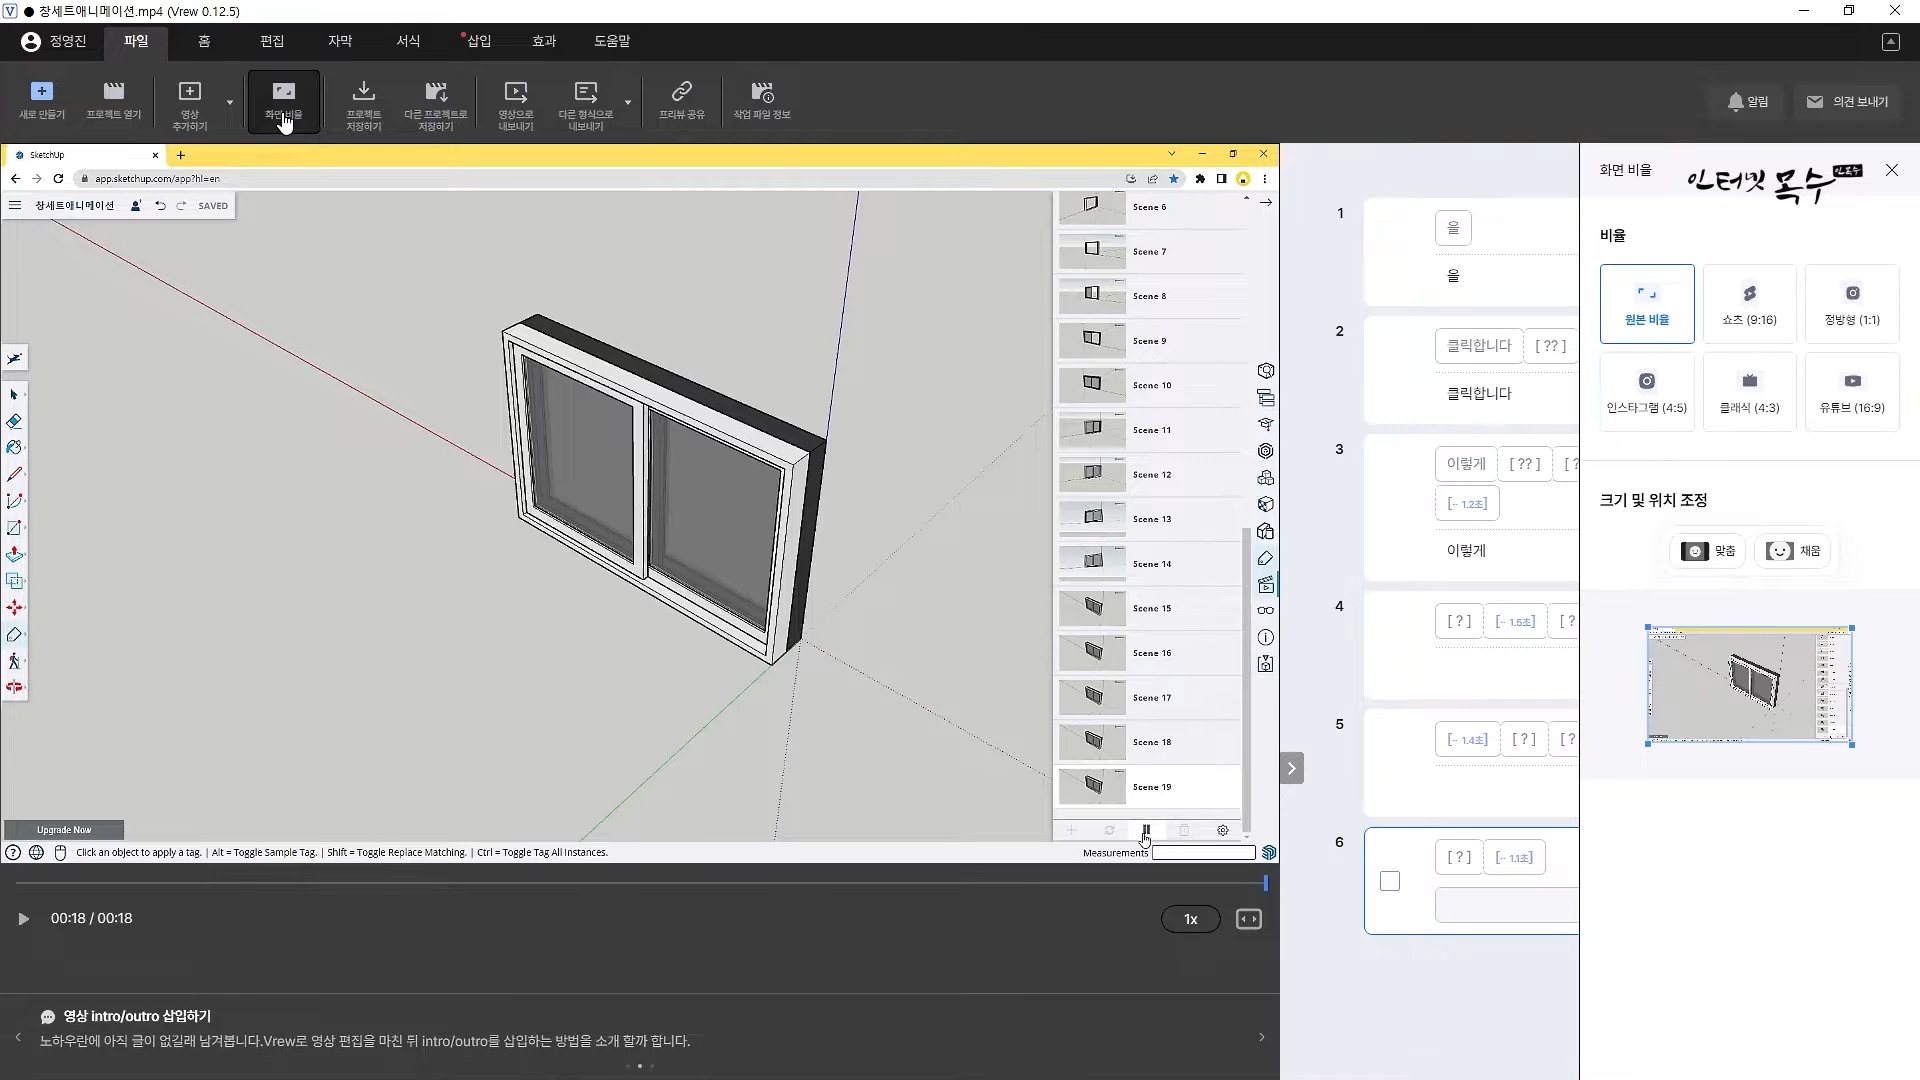 창세트애니메이션.mp4 (Vrew 0.12.5)
정영진
파일
홈
편집
자막
서식
삽입
효과
도움말
새로 만들기
프로젝트 열기
영상
추가하기
화면 비율
프로젝트
저장하기
다른 프로젝트로
저장하기
영상으로
내보내기
다른 형식으로
내보내기
프리뷰 공유
작업 파일 정보
알림
의견 보내기
SketchUp
app.sketchup.com/app?hl=en
창세트애니메이션
SAVED
Scene 6
Scene 7
Scene 8
Scene 9
Scene 10
Scene 11
Scene 12
Scene 13
Scene 14
Scene 15
Scene 16
Scene 17
Scene 18
Scene 19
Upgrade Now
Click an object to apply a tag. | Alt = Toggle Sample Tag. | Shift = Toggle Replace Matching. | Ctrl = Toggle Tag All Instances.
Measurements
00:18 / 00:18
1x
영상 intro/outro 삽입하기
노하우란에 아직 글이 없길래 남겨봅니다.Vrew로 영상 편집을 마친 뒤 intro/outro를 삽입하는 방법을 소개 할까 합니다.
1
을
을
2
클릭합니다 [ ?? ]
클릭합니다
3
이렇게 [ ?? ] [ ?
[·· 1.2초]
이렇게
4
[ ? ] [·· 1.5초] [ ?
5
[·· 1.4초] [ ? ] [ ?
6
[ ? ] [·· 1.1초]
화면 비율
인터넷 목수
비율
원본 비율
쇼츠 (9:16)
정방형 (1:1)
인스타그램 (4:5)
클래식 (4:3)
유튜브 (16:9)
크기 및 위치 조정
맞춤
채움